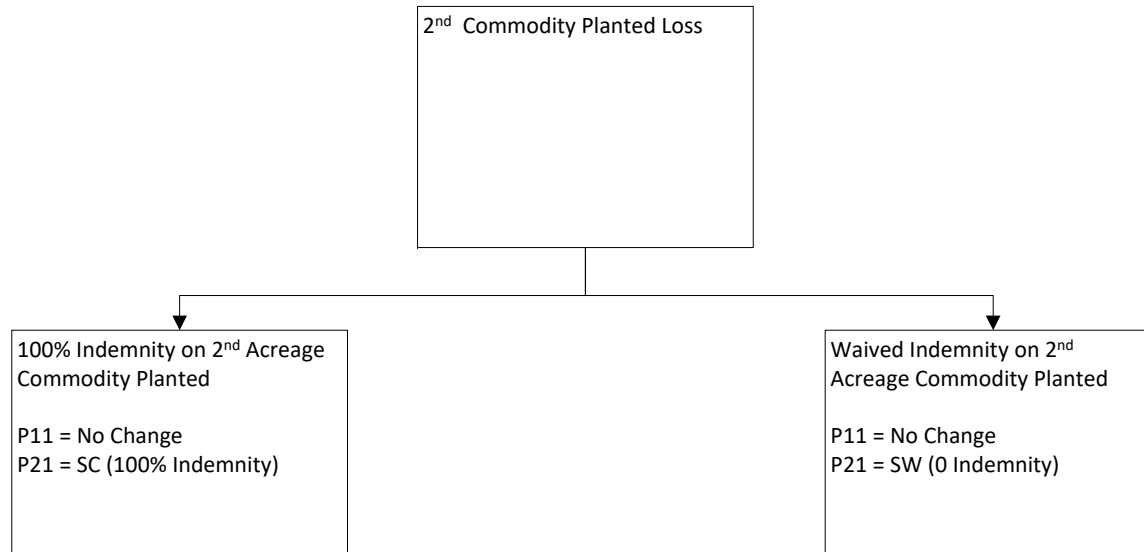 2nd Commodity Planted Loss
100% Indemnity on 2nd Acreage
Commodity Planted
P11 = No Change
P21 = SC (100% Indemnity)
Waived Indemnity on 2nd
Acreage Commodity Planted
P11 = No Change
P21 = SW (0 Indemnity)